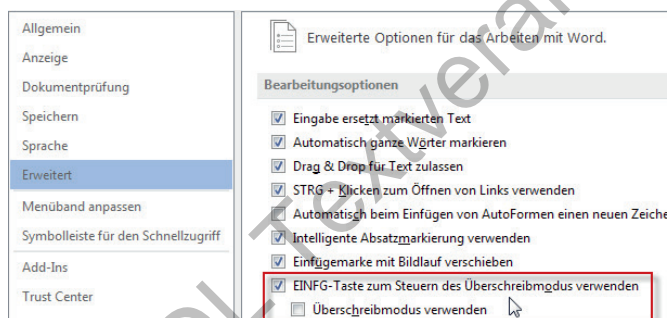 Allgemein
Anzeige
Dokumentprüfung
Speichern
Sprache
Erweitert
Menüband anpassen
Symbolleiste für den Schnellzugriff
Add-Ins
Trust Center
Erweiterte Optionen für das Arbeiten mit Word.
Bearbeitungsoptionen
Eingabe ersetzt markierten Text
Automatisch ganze Wörter markieren
Drag & Drop für Text zulassen
STRG + Klicken zum Öffnen von Links verwenden
Automatisch beim Einfügen von AutoFormen einen neuen Zeiche
Intelligente Absatzmarkierung verwenden
Einfügemarke mit Bildlauf verschieben
EINFG-Taste zum Steuern des Überschreibmodus verwenden
Überschreibmodus verwenden
Textverar